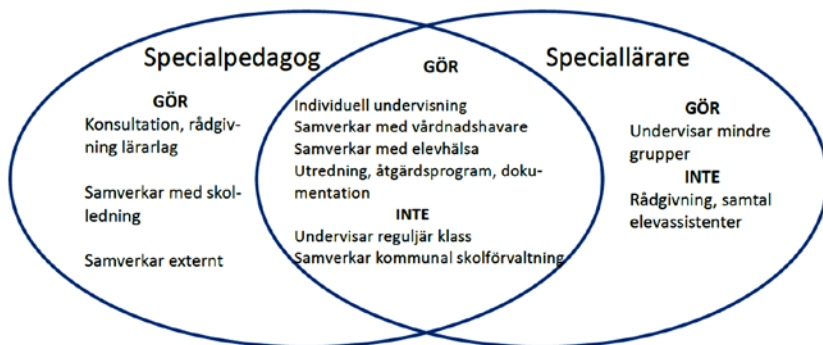 Specialpedagog
GÖR
Konsultation, rådgiv-
ning lärarlag
Samverkar med skol-
ledning
Samverkar externt
GÖR
Individuell undervisning
Samverkar med vårdnadshavare
Samverkar med elevhälsa
Utredning, åtgärdsprogram, doku-
mentation
INTE
Undervisar reguljär klass
Samverkar kommunal skolförvaltning
Speciallärare
GÖR
Undervisar mindre
grupper
INTE
Rådgivning, samtal
elevassistenter